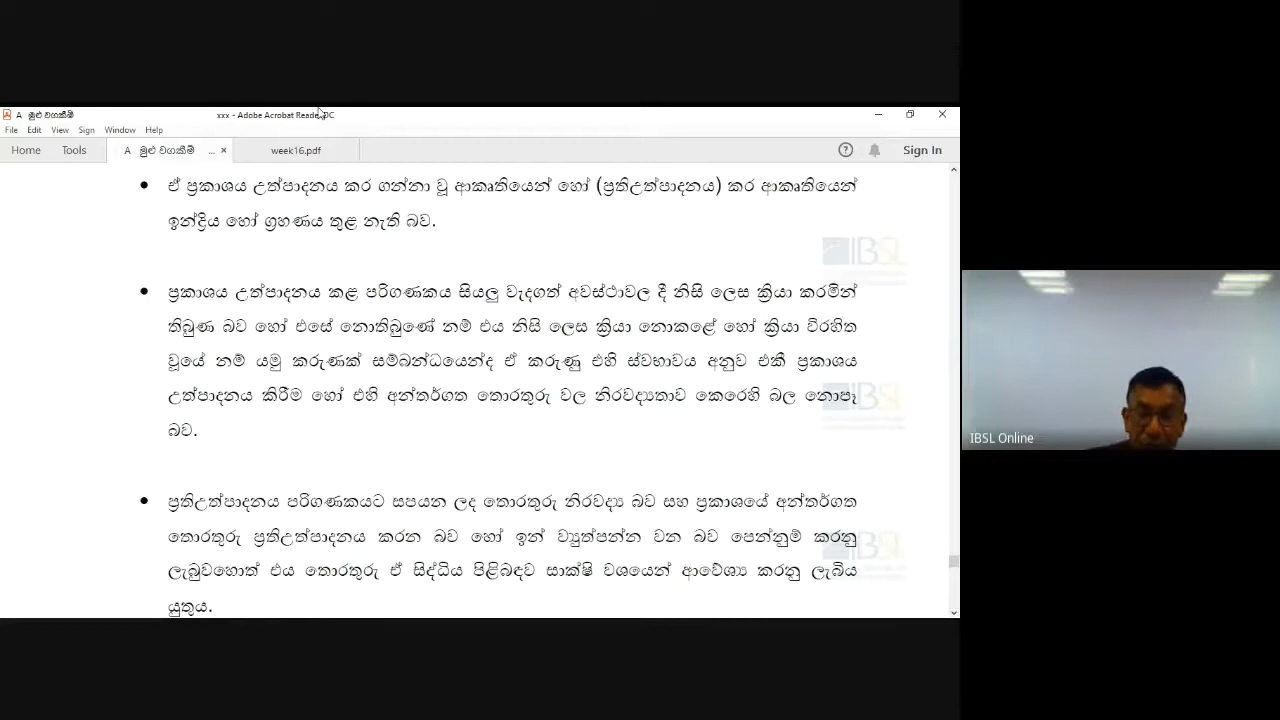 A මුළු වගකීම්
xxx - Adobe Acrobat Reader DC
File Edit View Sign Window Help
Home Tools A මුළු වගකීම් ... × week16.pdf Sign In
• ඒ ප්‍රකාශය උත්පාදනය කර ගන්නා වූ ආකෘතියෙන් හෝ (ප්‍රතිඋත්පාදනය) කර ආකෘතියෙන්
ඉන්ද්‍රිය හෝ ග්‍රහණය තුළ නැති බව.
• ප්‍රකාශය උත්පාදනය කළ පරිගණකය සියලු වැදගත් අවස්ථාවල දී නිසි ලෙස ක්‍රියා කරමින්
තිබුණ බව හෝ එසේ නොතිබුණේ නම් එය නිසි ලෙස ක්‍රියා නොකළේ හෝ ක්‍රියා විරහිත
වූයේ නම් යම් කරුණක් සම්බන්ධයෙන්ද ඒ කරුණු එහි ස්වභාවය අනුව එකී ප්‍රකාශය
උත්පාදනය කිරීම හෝ එහි අන්තර්ගත තොරතුරු වල නිරවද්‍යතාව කෙරෙහි බල නොපෑ
බව.
• ප්‍රතිඋත්පාදනය පරිගණකයට සපයන ලද තොරතුරු නිරවද්‍ය බව සහ ප්‍රකාශයේ අන්තර්ගත
තොරතුරු ප්‍රතිඋත්පාදනය කරන බව හෝ ඉන් ව්‍යුත්පන්න වන බව පෙන්නුම් කරනු
ලැබුවහොත් එය තොරතුරු ඒ සිද්ධිය පිළිබඳව සාක්ෂි වශයෙන් ආවේශ්‍ය කරනු ලැබිය
යුතුය.
IBSL
IBSL
IBSL
IBSL Online